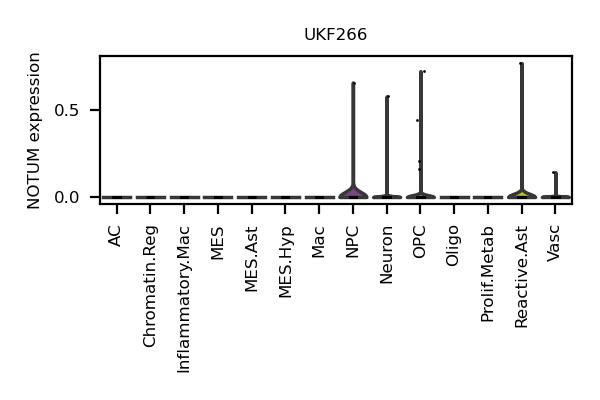 UKF266
NOTUM expression
0.5
0.0
AC
Chromatin.Reg
Inflammatory.Mac
MES
MES.Ast
MES.Hyp
Mac
NPC
Neuron
OPC
Oligo
Prolif.Metab
Reactive.Ast
Vasc